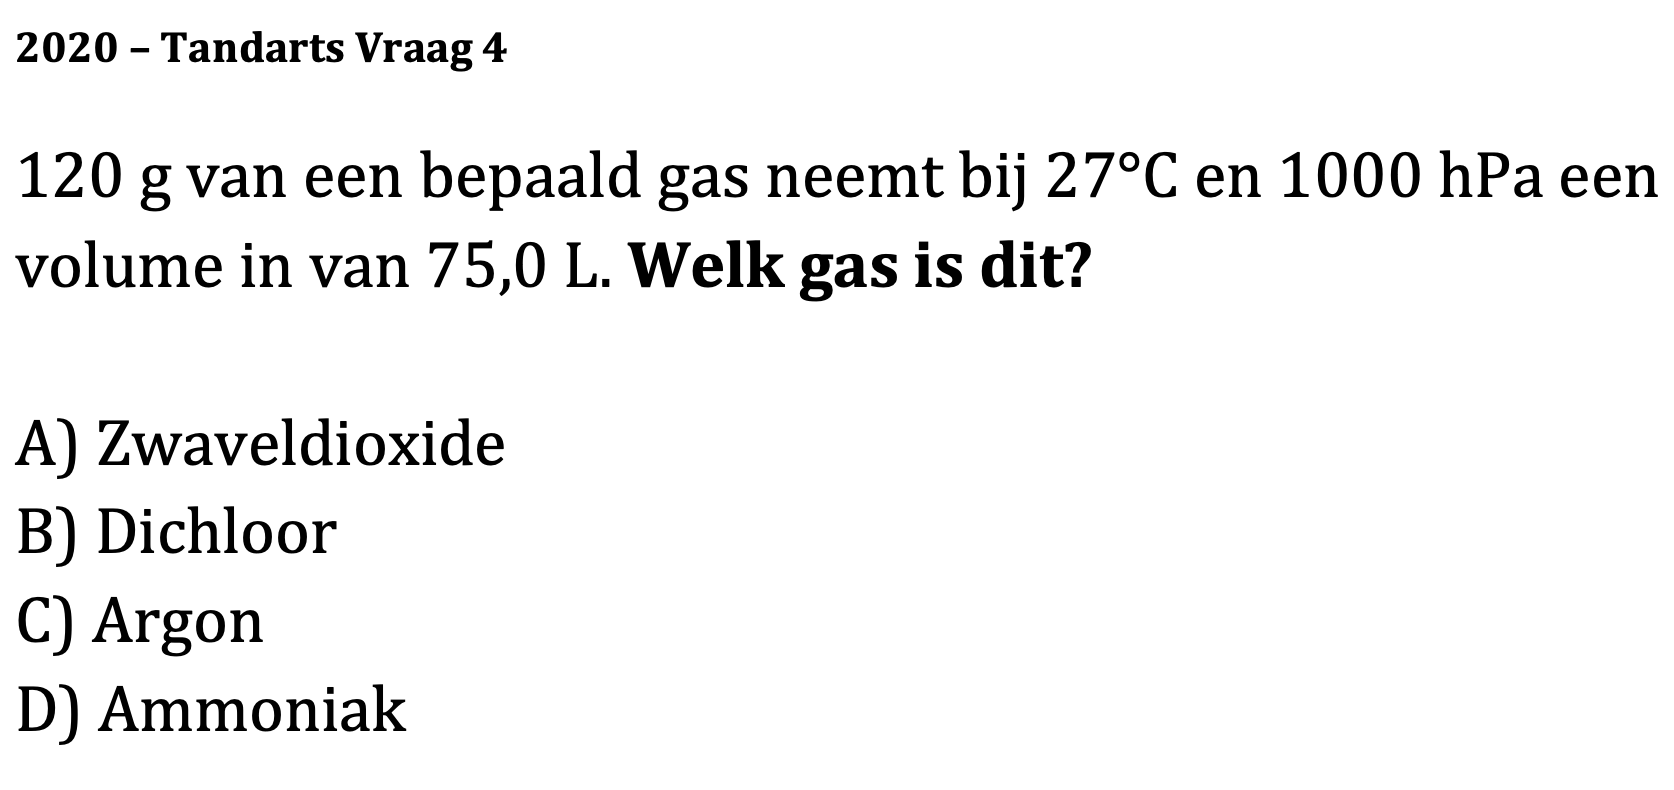 2020 – Tandarts Vraag 4
120 g van een bepaald gas neemt bij 27°C en 1000 hPa een
volume in van 75,0 L. Welk gas is dit?
A) Zwaveldioxide
B) Dichloor
C) Argon
D) Ammoniak